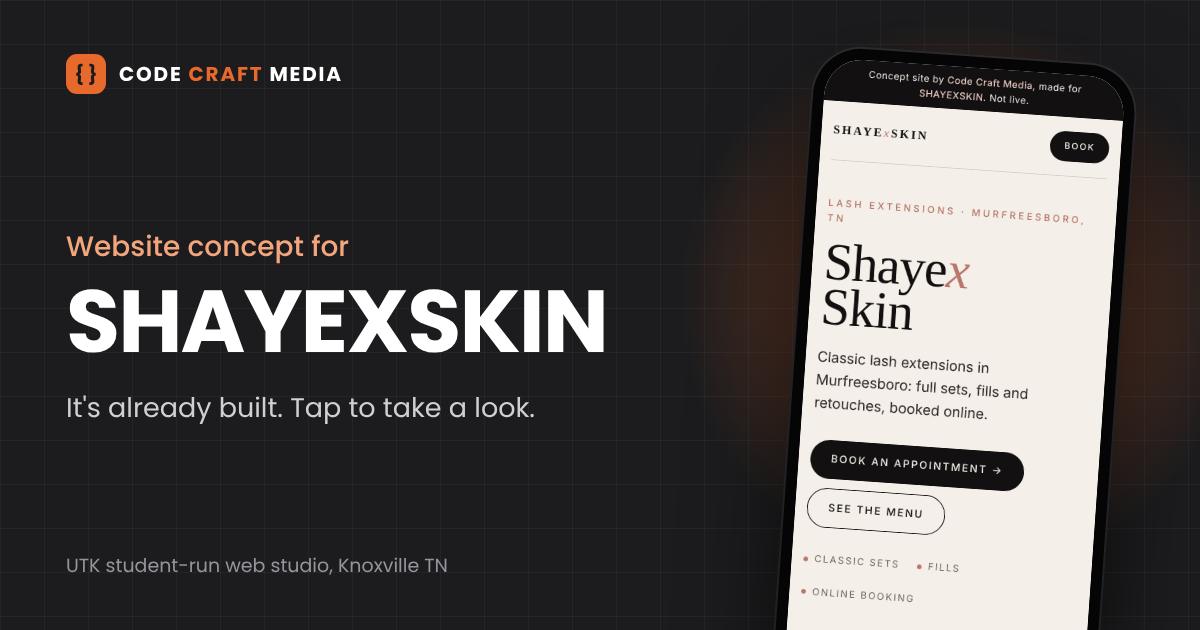 { }
CODE CRAFT MEDIA
Website concept for
SHAYEXSKIN
It's already built. Tap to take a look.
UTK student-run web studio, Knoxville TN
Concept site by Code Craft Media, made for
SHAYEXSKIN. Not live.
SHAYExSKIN
BOOK
LASH EXTENSIONS · MURFREESBORO,
TN
Shayex
Skin
Classic lash extensions in
Murfreesboro: full sets, fills and
retouches, booked online.
BOOK AN APPOINTMENT →
SEE THE MENU
• CLASSIC SETS • FILLS
• ONLINE BOOKING